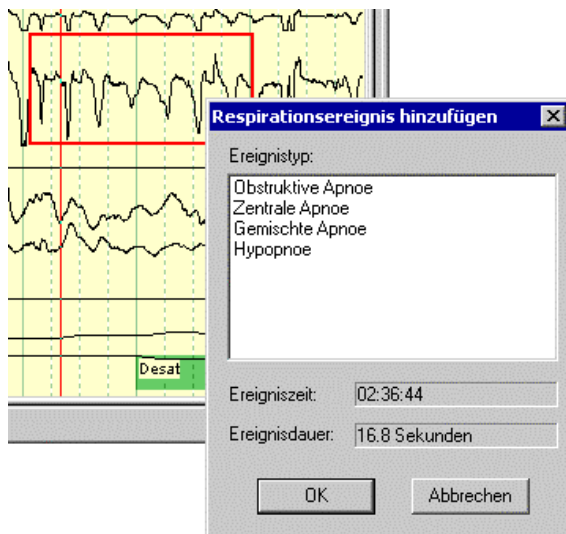 Respirationsereignis hinzufügen
Ereignistyp:
Obstruktive Apnoe
Zentrale Apnoe
Gemischte Apnoe
Hypopnoe
Desat
Ereigniszeit: 02:36:44
Ereignisdauer: 16.8 Sekunden
OK Abbrechen